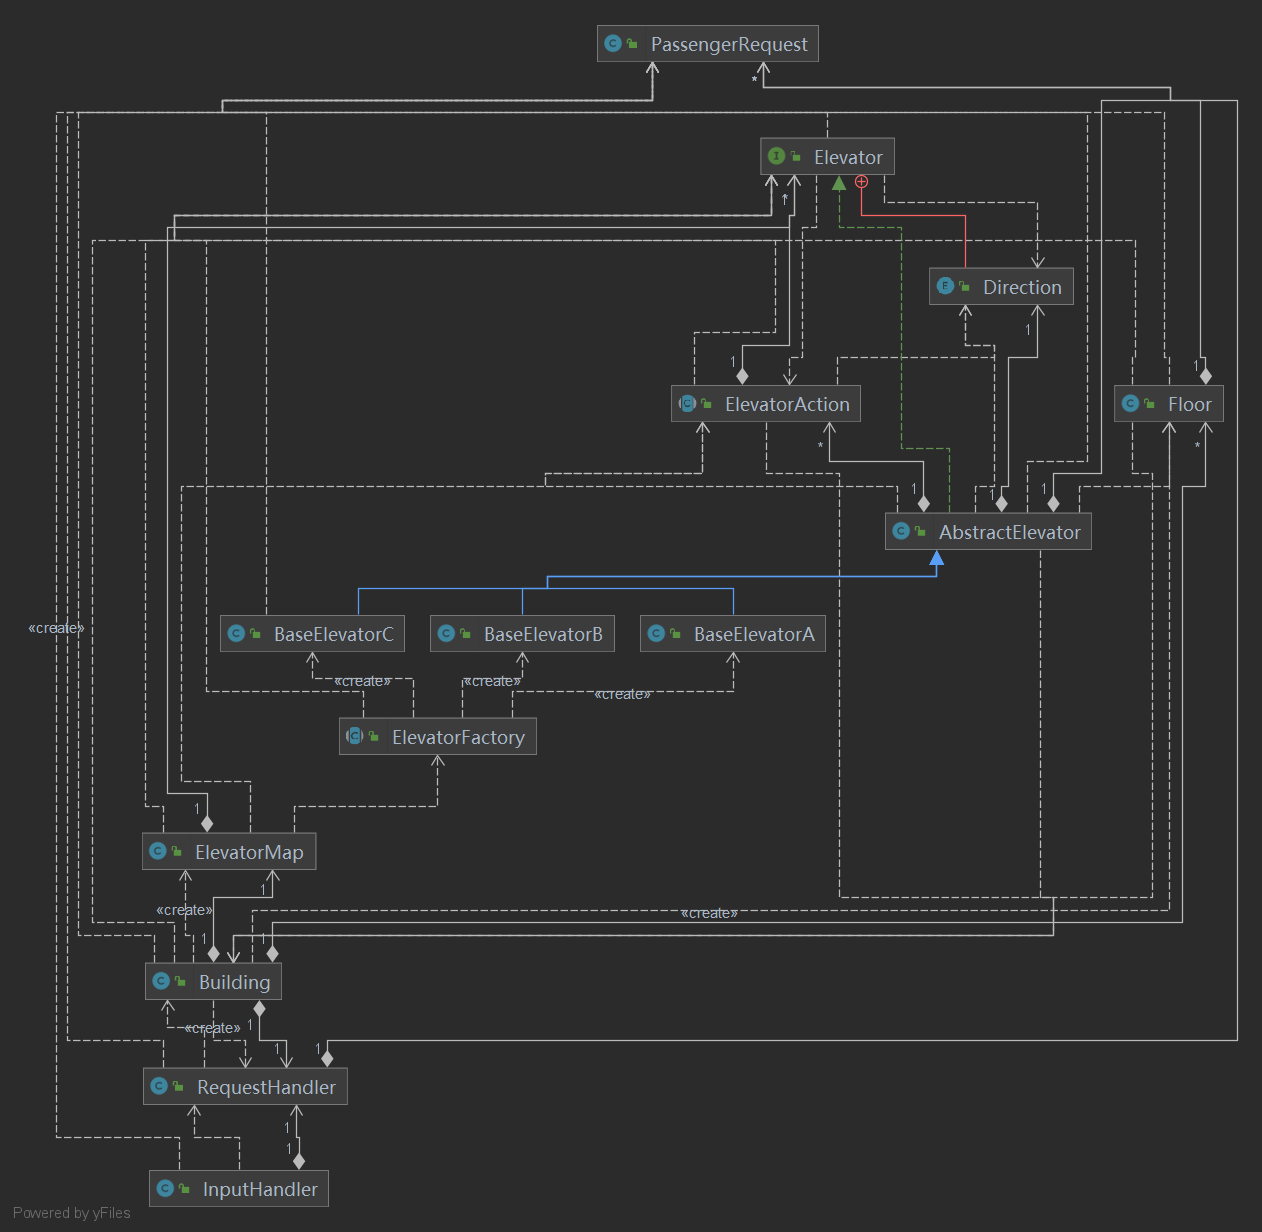 PassengerRequest
*
I Elevator
1 *
E Direction
1
1
1
C ElevatorAction
C Floor
*
*
1
1
1
C AbstractElevator
«create»
C BaseElevatorC
C BaseElevatorB
C BaseElevatorA
«create»
«create»
«create»
C ElevatorFactory
1
C ElevatorMap
1
«create»
«create»
1
1
C Building
1
«create»
1
1
C RequestHandler
1
1
C InputHandler
Powered by yFiles